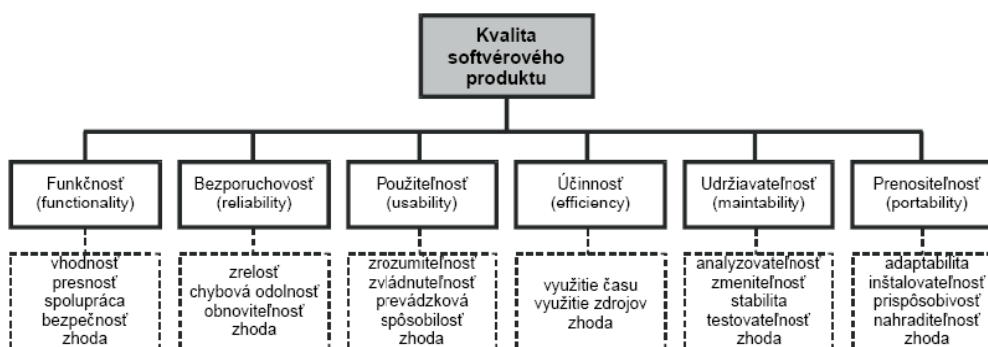 Kvalita
softvérového
produktu
Funkčnosť
(functionality)
Bezporuchovosť
(reliability)
Použiteľnosť
(usability)
Účinnosť
(efficiency)
Udržiavateľnosť
(maintability)
Prenositeľnosť
(portability)
vhodnosť
presnosť
spolupráca
bezpečnosť
zhoda
zrelosť
chybová odolnosť
obnoviteľnosť
zhoda
zrozumiteľnosť
zvládnuteľnosť
prevádzková
spôsobilosť
zhoda
využitie času
využitie zdrojov
zhoda
analyzovateľnosť
zmeniteľnosť
stabilita
testovateľnosť
zhoda
adaptabilita
inštalovateľnosť
prispôsobivosť
nahraditeľnosť
zhoda